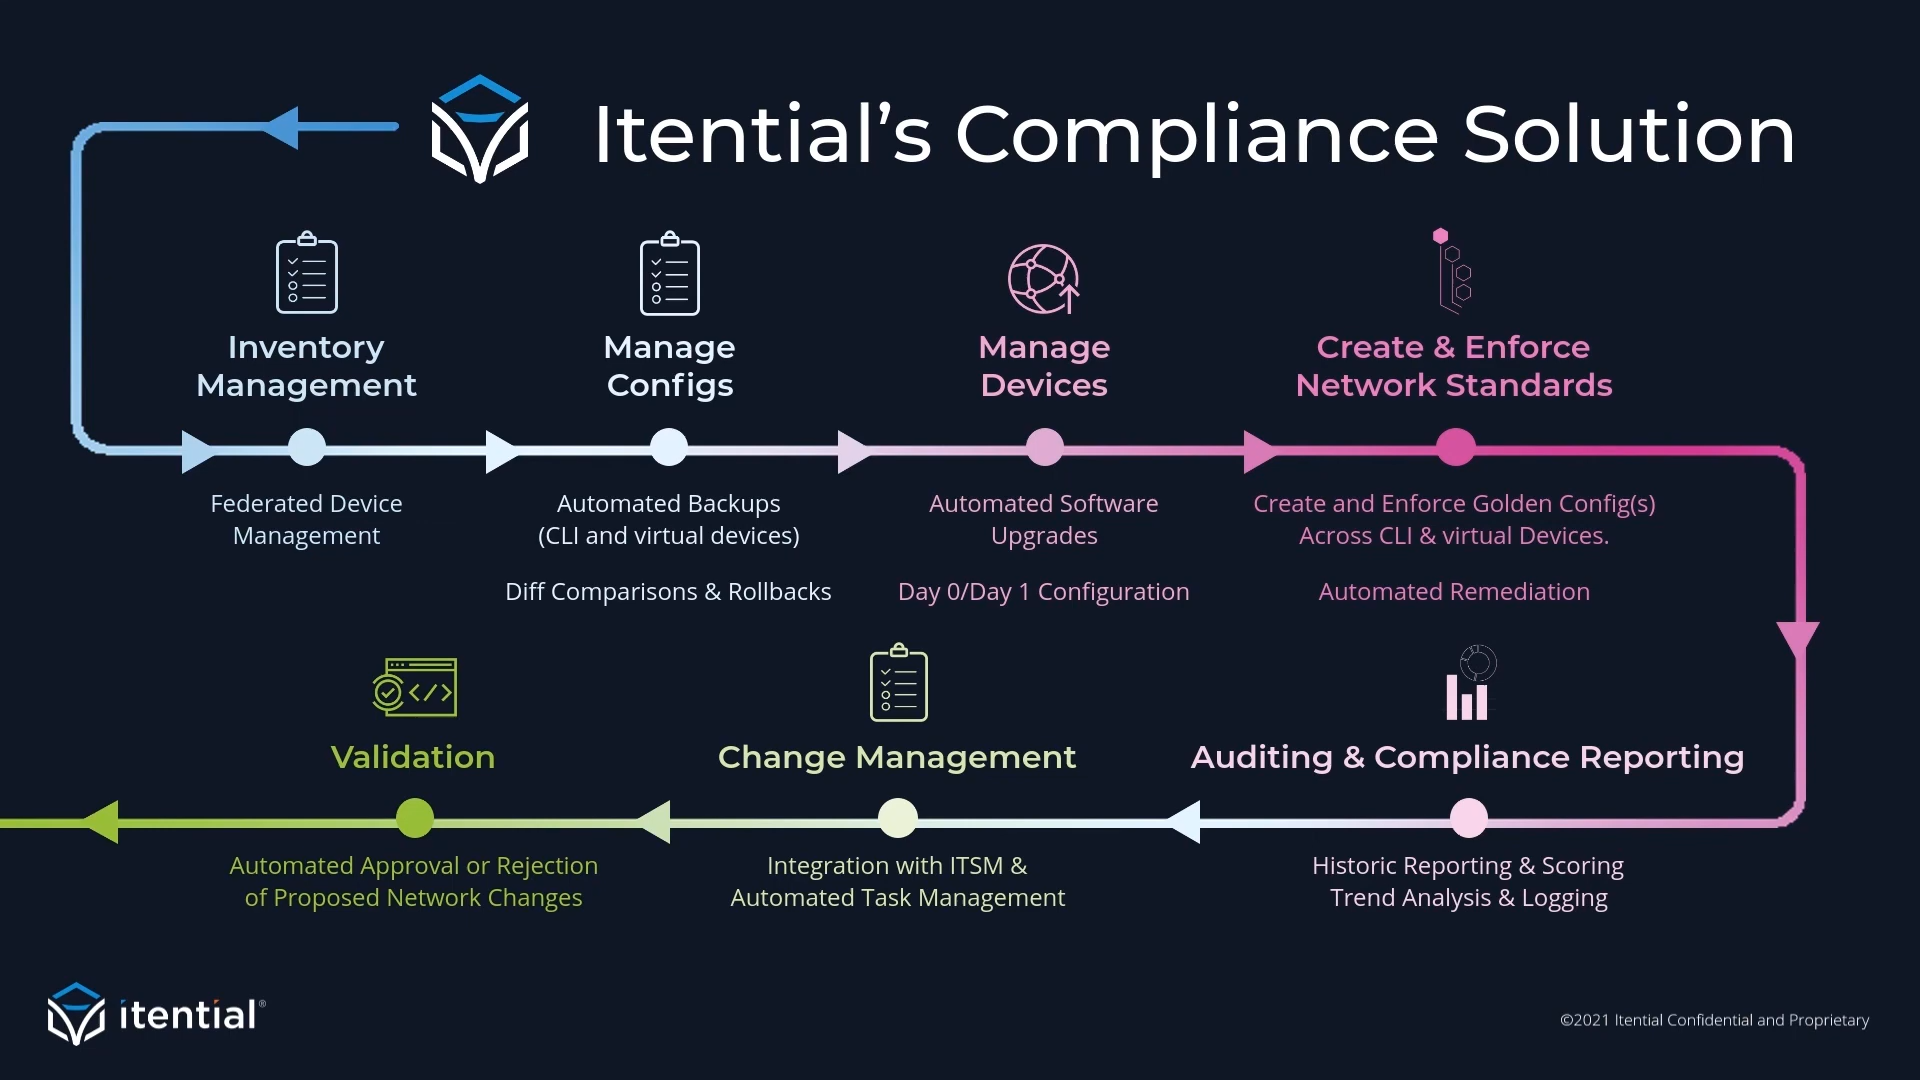 Itential’s Compliance Solution
Inventory
Management
Manage
Configs
Manage
Devices
Create & Enforce
Network Standards
Federated Device
Management
Automated Backups
(CLI and virtual devices)
Diff Comparisons & Rollbacks
Automated Software
Upgrades
Day 0/Day 1 Configuration
Create and Enforce Golden Config(s)
Across CLI & virtual Devices.
Automated Remediation
Validation
Change Management
Auditing & Compliance Reporting
Automated Approval or Rejection
of Proposed Network Changes
Integration with ITSM &
Automated Task Management
Historic Reporting & Scoring
Trend Analysis & Logging
itential®
©2021 Itential Confidential and Proprietary